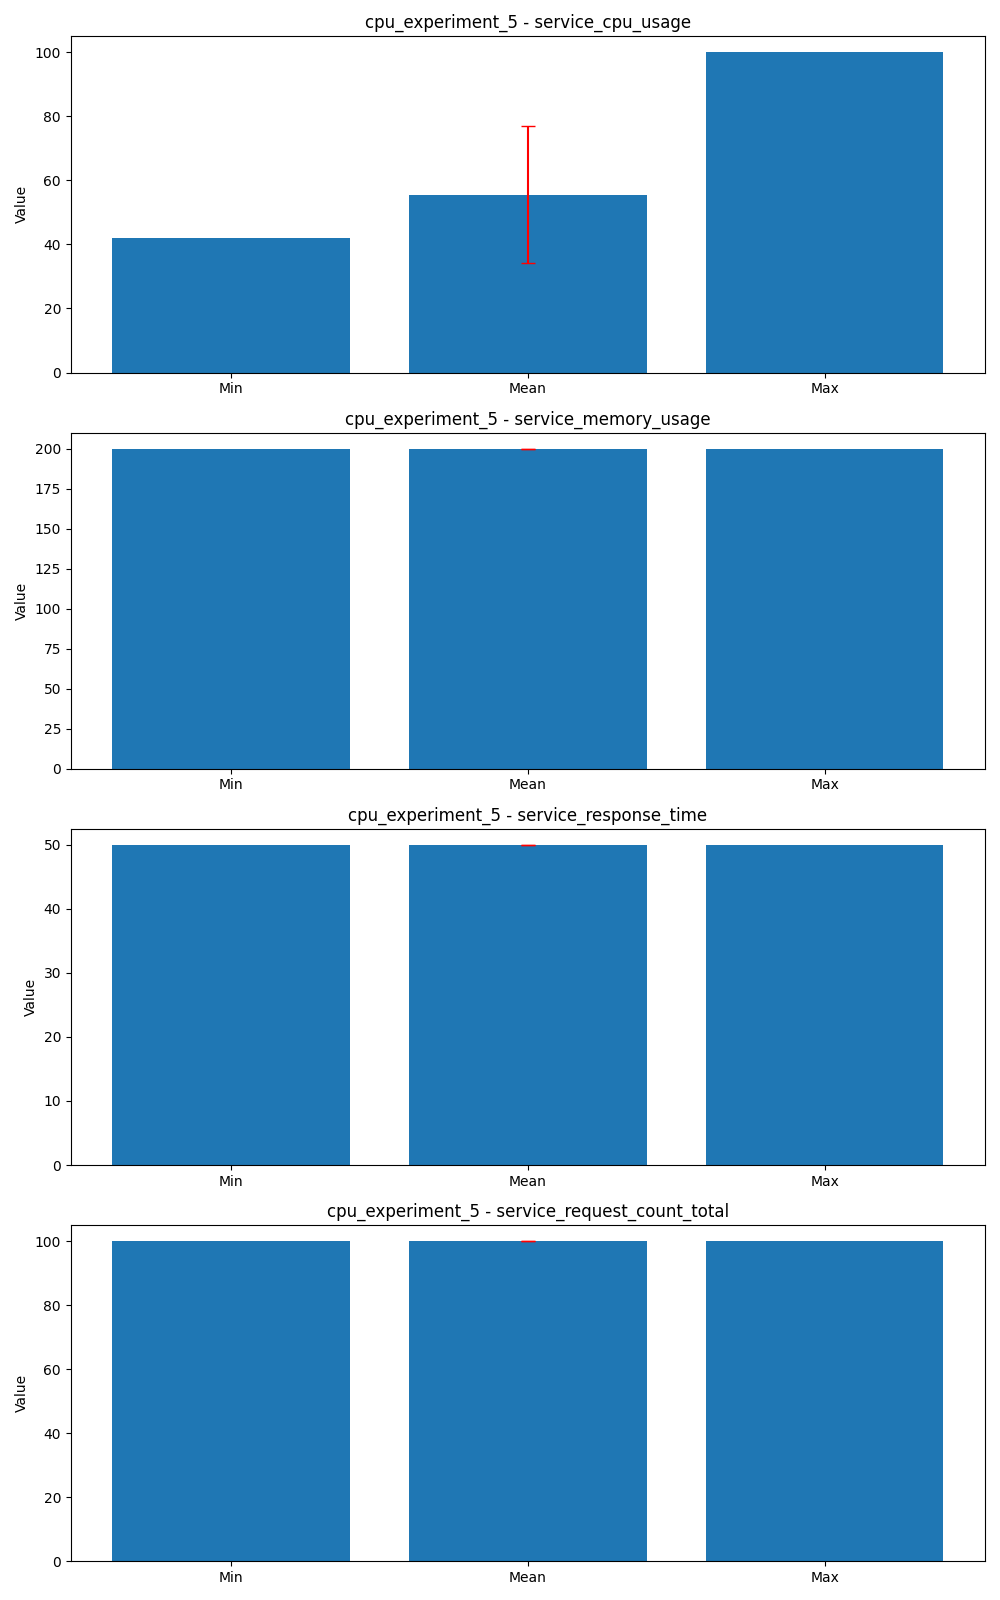 cpu_experiment_5 - service_cpu_usage
100
80
60
40
20
0
Value
Min Mean Max
cpu_experiment_5 - service_memory_usage
200
175
150
125
100
75
50
25
0
Value
Min Mean Max
cpu_experiment_5 - service_response_time
50
40
30
20
10
0
Value
Min Mean Max
cpu_experiment_5 - service_request_count_total
100
80
60
40
20
0
Value
Min Mean Max